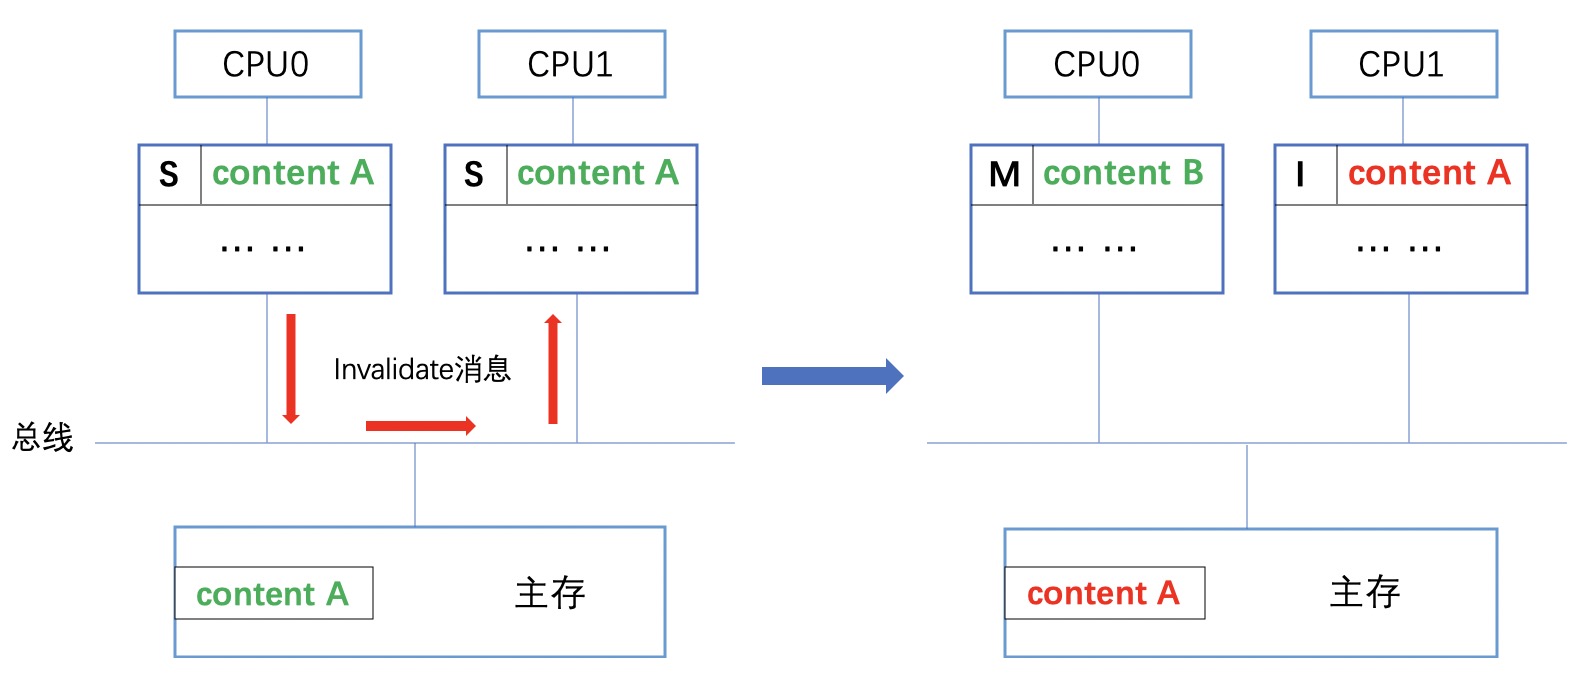 CPU0
CPU1
CPU0
CPU1
S
content A
S
content A
M
content B
I
content A
... ...
... ...
... ...
... ...
Invalidate消息
总线
content A
主存
content A
主存